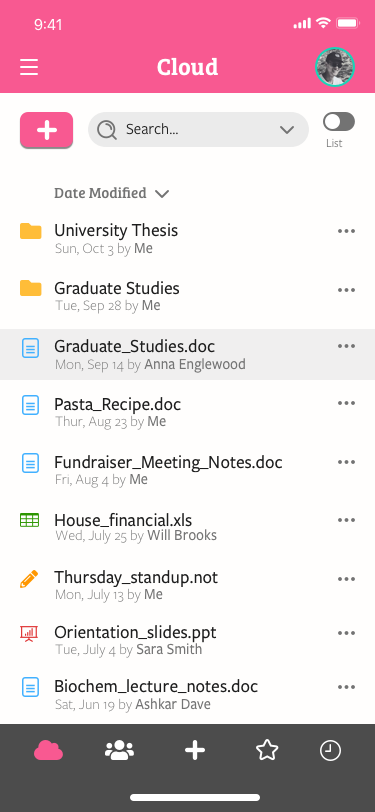 9:41
Cloud
Search...
List
Date Modified
University Thesis
Sun, Oct 3 by Me
Graduate Studies
Tue, Sep 28 by Me
Graduate_Studies.doc
Mon, Sep 14 by Anna Englewood
Pasta_Recipe.doc
Thur, Aug 23 by Me
Fundraiser_Meeting_Notes.doc
Fri, Aug 4 by Me
House_financial.xls
Wed, July 25 by Will Brooks
Thursday_standup.not
Mon, July 13 by Me
Orientation_slides.ppt
Tue, July 4 by Sara Smith
Biochem_lecture_notes.doc
Sat, Jun 19 by Ashkar Dave